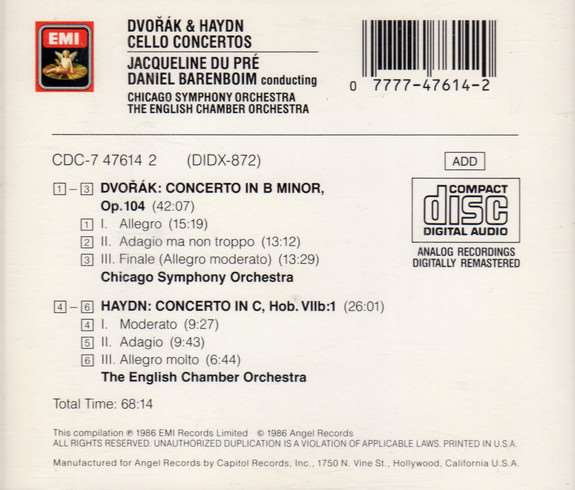 EMI
DVOŘÁK & HAYDN
CELLO CONCERTOS
JACQUELINE DU PRÉ
DANIEL BARENBOIM conducting
CHICAGO SYMPHONY ORCHESTRA
THE ENGLISH CHAMBER ORCHESTRA
0 7777-47614-2
CDC-7 47614 2 (DIDX-872)
ADD
1 – 3 DVOŘÁK: CONCERTO IN B MINOR,
Op.104 (42:07)
1 I. Allegro (15:19)
2 II. Adagio ma non troppo (13:12)
3 III. Finale (Allegro moderato) (13:29)
Chicago Symphony Orchestra
COMPACT
disc
DIGITAL AUDIO
ANALOG RECORDINGS
DIGITALLY REMASTERED
4 – 6 HAYDN: CONCERTO IN C, Hob. VIIb:1 (26:01)
4 I. Moderato (9:27)
5 II. Adagio (9:43)
6 III. Allegro molto (6:44)
The English Chamber Orchestra
Total Time: 68:14
This compilation ℗ 1986 EMI Records Limited © 1986 Angel Records
ALL RIGHTS RESERVED. UNAUTHORIZED DUPLICATION IS A VIOLATION OF APPLICABLE LAWS. PRINTED IN U.S.A.
Manufactured for Angel Records by Capitol Records, Inc., 1750 N. Vine St., Hollywood, California U.S.A.